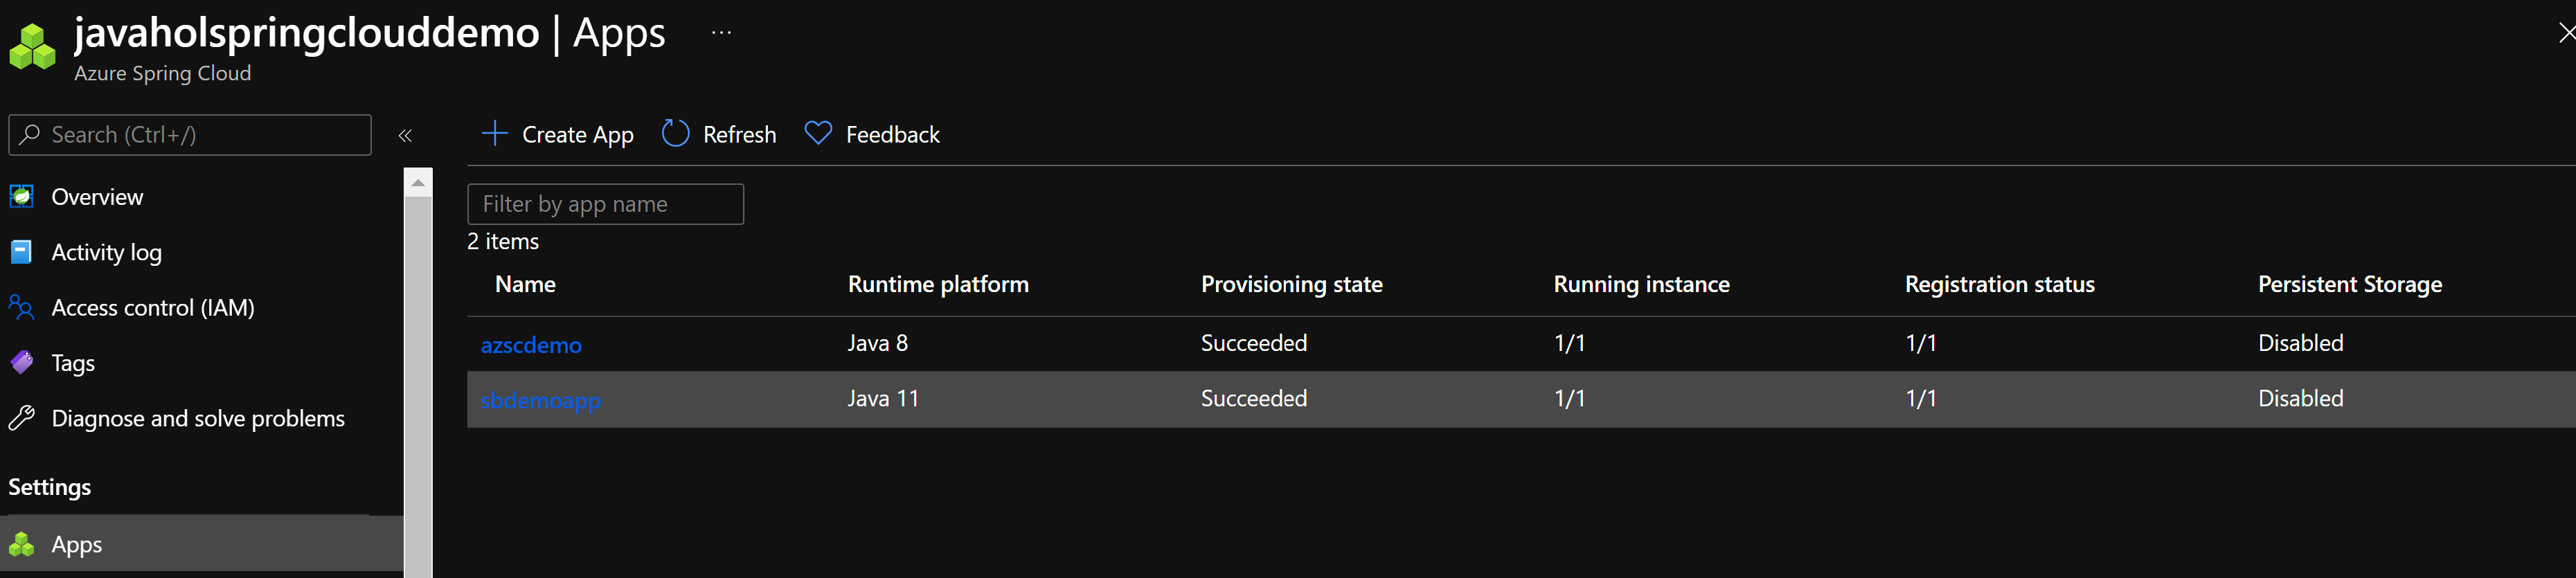 javaholspringclouddemo | Apps ...
Azure Spring Cloud
Search (Ctrl+/)
«
Overview
Activity log
Access control (IAM)
Tags
Diagnose and solve problems
Settings
Apps
Create App Refresh Feedback
Filter by app name
2 items
Name Runtime platform Provisioning state Running instance Registration status Persistent Storage
azscdemo Java 8 Succeeded 1/1 1/1 Disabled
sbdemoapp Java 11 Succeeded 1/1 1/1 Disabled